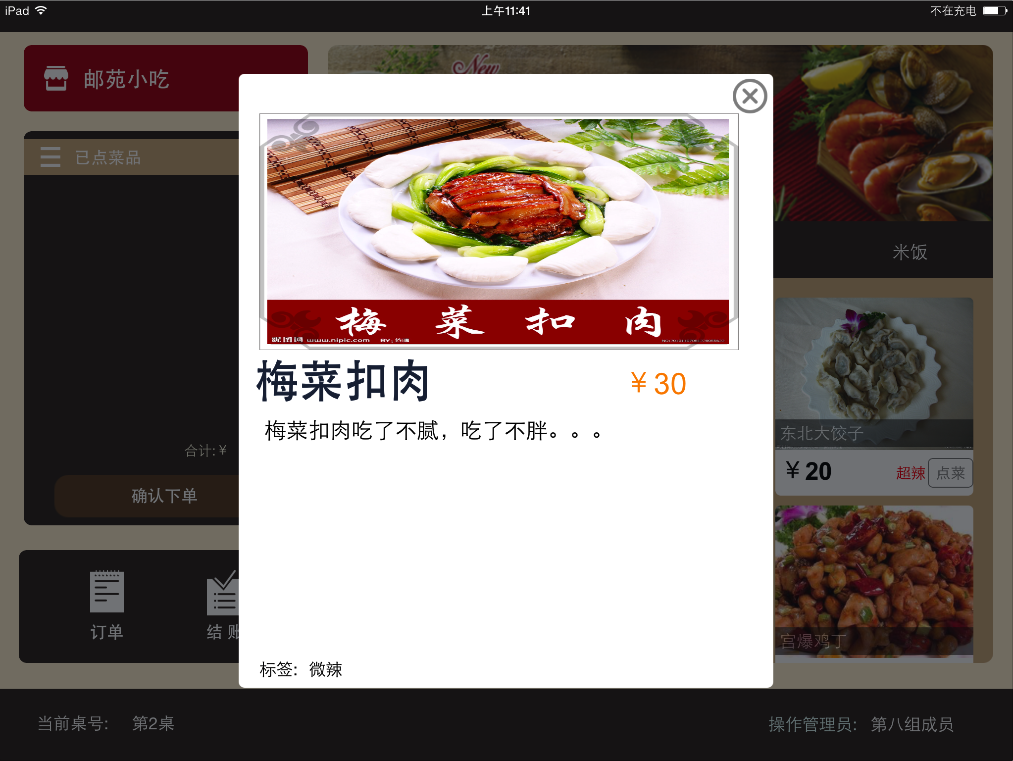 iPad 上午11:41 不在充电
邮苑小吃
New
已点菜品
米饭
梅菜扣肉
www.nipic.com
梅菜扣肉 ￥30
梅菜扣肉吃了不腻，吃了不胖。。。
东北大饺子
￥20 超辣 点菜
合计:￥
确认下单
宫爆鸡丁
订单 结 账
标签: 微辣
当前桌号: 第2桌 操作管理员: 第八组成员